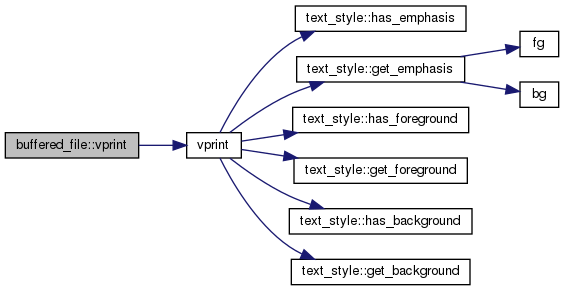 buffered_file::vprint
vprint
text_style::has_emphasis
text_style::get_emphasis
fg
bg
text_style::has_foreground
text_style::get_foreground
text_style::has_background
text_style::get_background